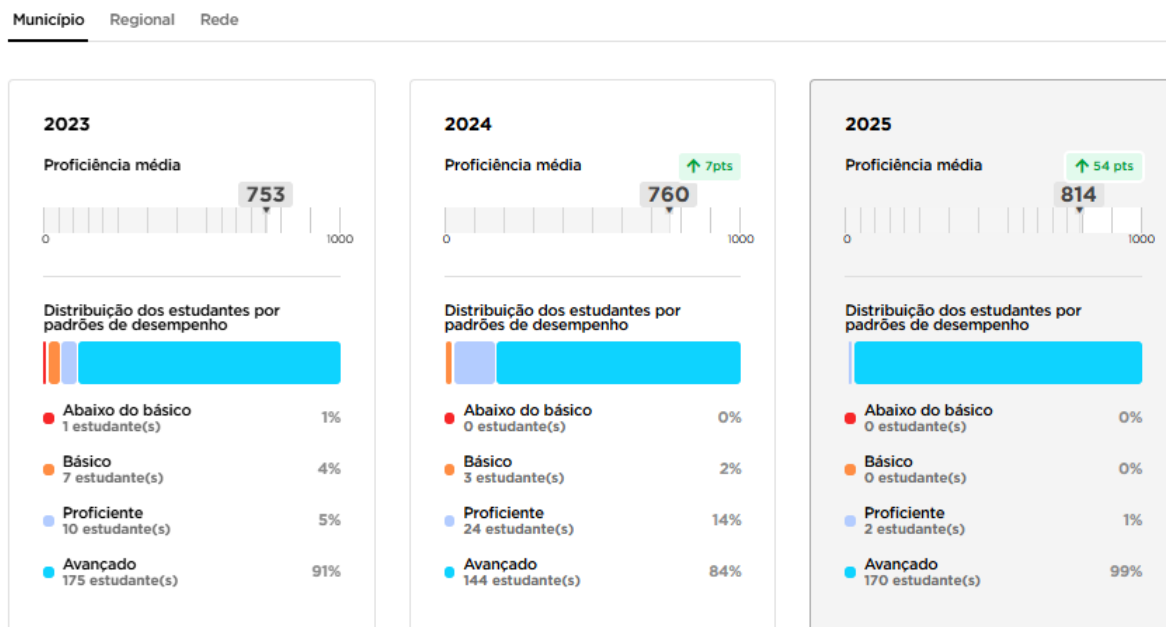 Município Regional Rede
2023
Proficiência média
753
0 1000
Distribuição dos estudantes por
padrões de desempenho
Abaixo do básico
1 estudante(s)
1%
Básico
7 estudante(s)
4%
Proficiente
10 estudante(s)
5%
Avançado
175 estudante(s)
91%
2024
Proficiência média
7pts
760
0 1000
Distribuição dos estudantes por
padrões de desempenho
Abaixo do básico
0 estudante(s)
0%
Básico
3 estudante(s)
2%
Proficiente
24 estudante(s)
14%
Avançado
144 estudante(s)
84%
2025
Proficiência média
54 pts
814
0 1000
Distribuição dos estudantes por
padrões de desempenho
Abaixo do básico
0 estudante(s)
0%
Básico
0 estudante(s)
0%
Proficiente
2 estudante(s)
1%
Avançado
170 estudante(s)
99%